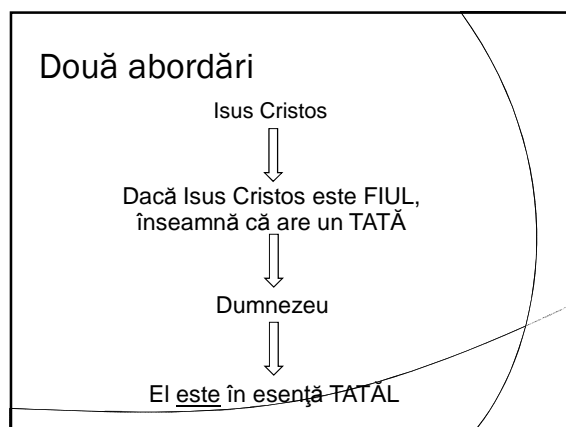 Două abordări
Isus Cristos
Dacă Isus Cristos este FIUL,
înseamnă că are un TATĂ
Dumnezeu
El este în esenţă TATĂL